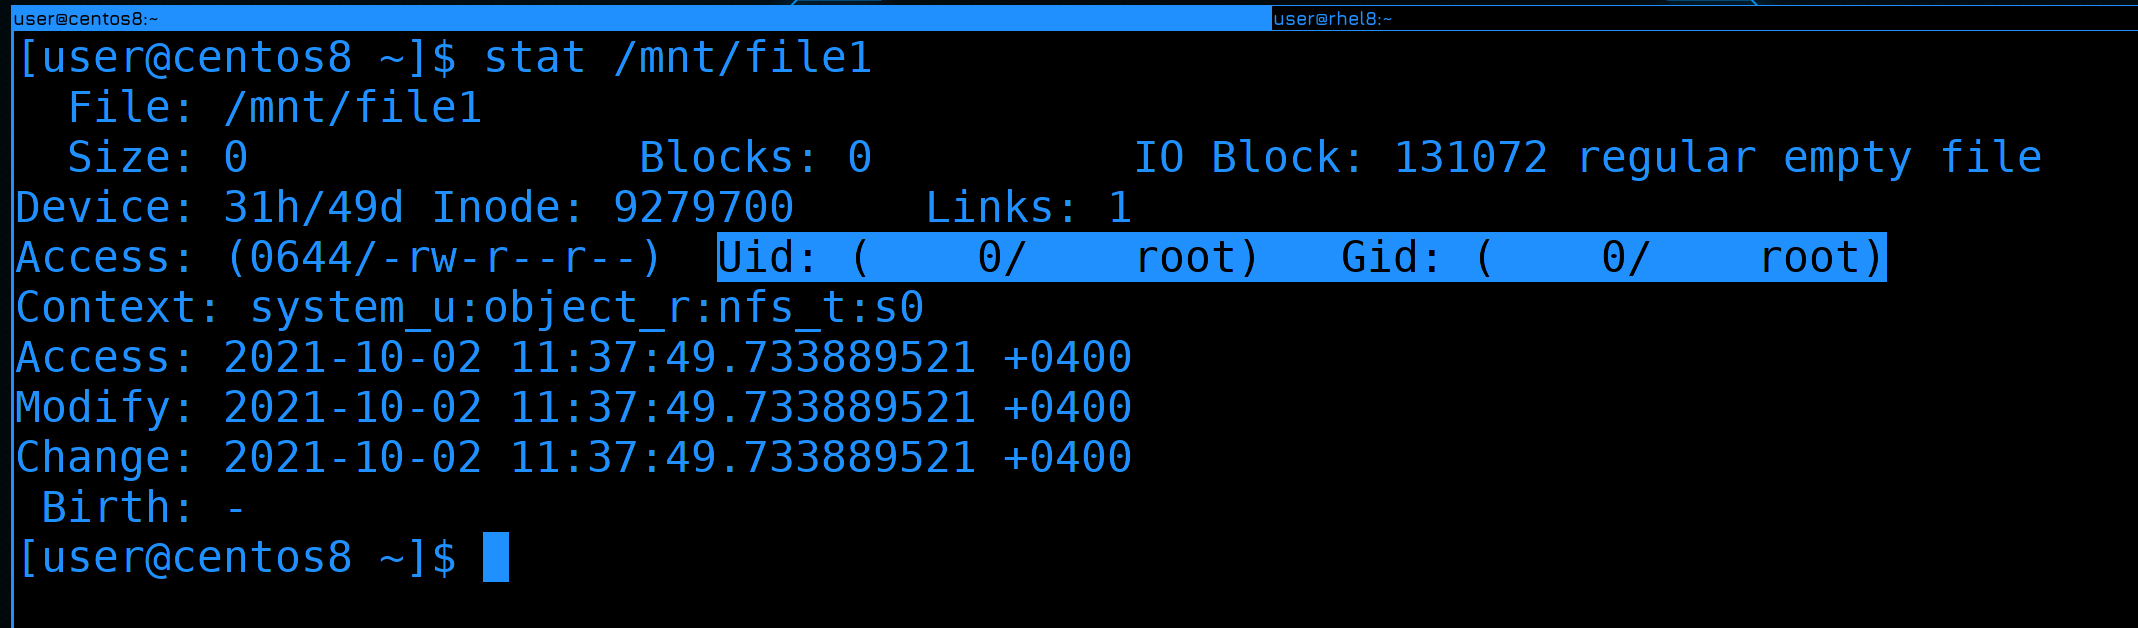 user@centos8:~ user@rhel8:~
[user@centos8 ~]$ stat /mnt/file1
  File: /mnt/file1
  Size: 0               Blocks: 0          IO Block: 131072 regular empty file
Device: 31h/49d Inode: 9279700     Links: 1
Access: (0644/-rw-r--r--)  Uid: (    0/    root)   Gid: (    0/    root)
Context: system_u:object_r:nfs_t:s0
Access: 2021-10-02 11:37:49.733889521 +0400
Modify: 2021-10-02 11:37:49.733889521 +0400
Change: 2021-10-02 11:37:49.733889521 +0400
 Birth: -
[user@centos8 ~]$